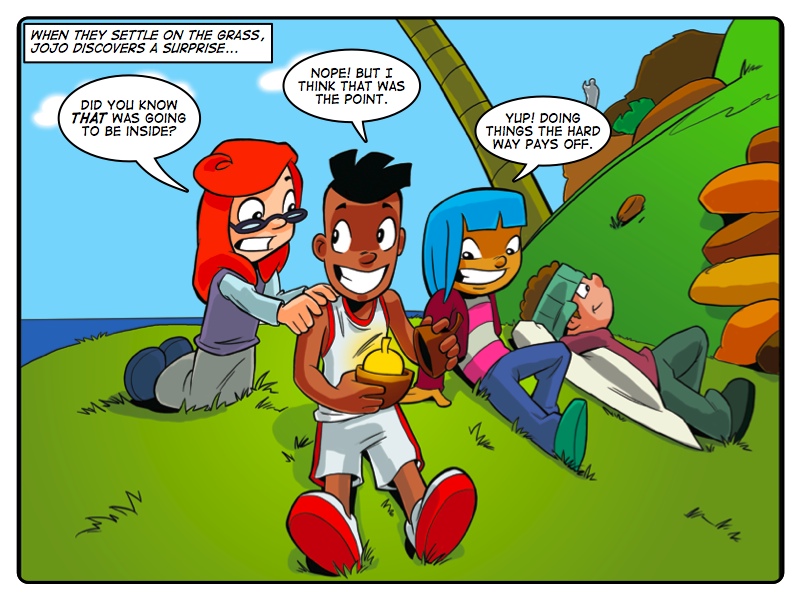 WHEN THEY SETTLE ON THE GRASS,
JOJO DISCOVERS A SURPRISE...
DID YOU KNOW
THAT WAS GOING
TO BE INSIDE?
NOPE! BUT I
THINK THAT WAS
THE POINT.
YUP! DOING
THINGS THE HARD
WAY PAYS OFF.